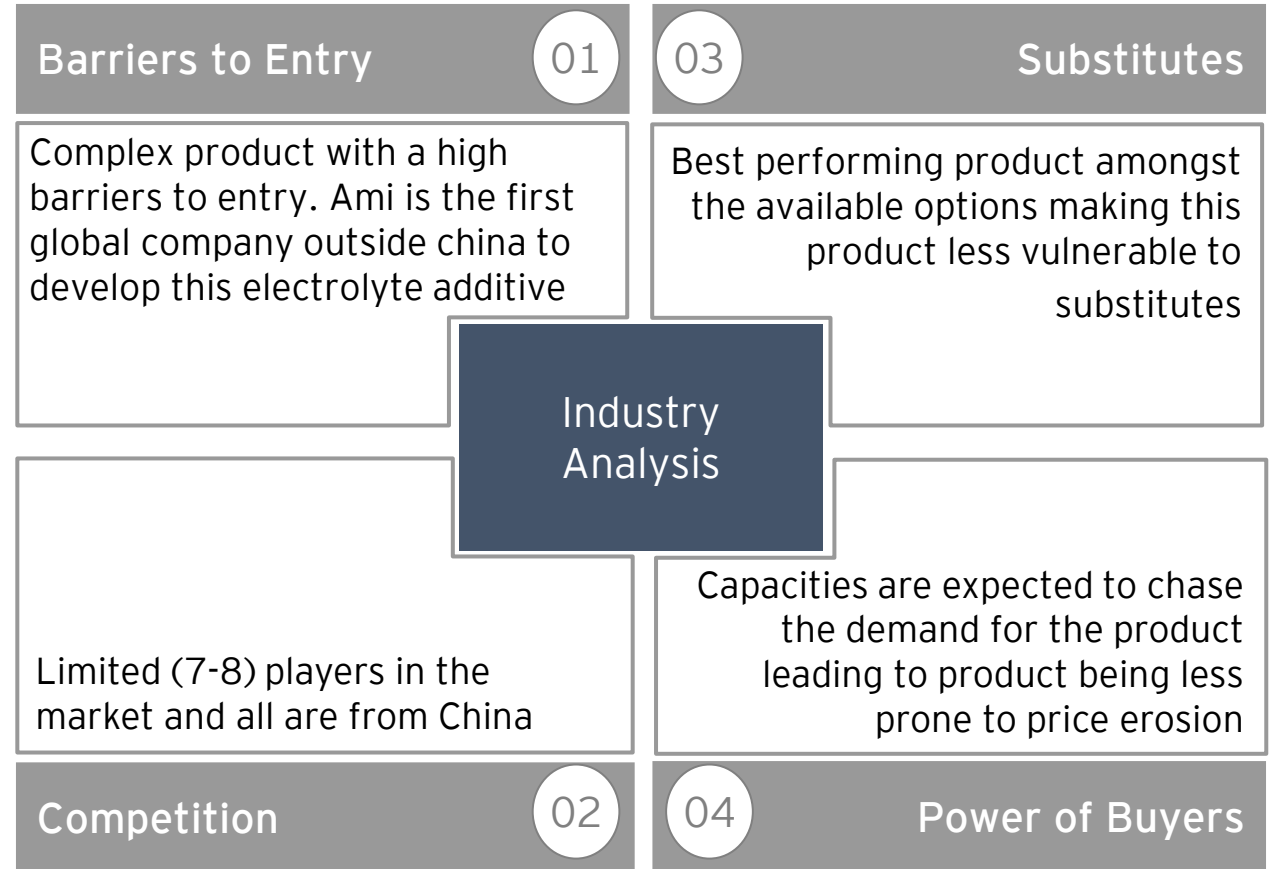 Barriers to Entry
01
Complex product with a high
barriers to entry. Ami is the first
global company outside china to
develop this electrolyte additive
03
Substitutes
Best performing product amongst
the available options making this
product less vulnerable to
substitutes
Industry
Analysis
Limited (7-8) players in the
market and all are from China
Competition
02
Capacities are expected to chase
the demand for the product
leading to product being less
prone to price erosion
04
Power of Buyers